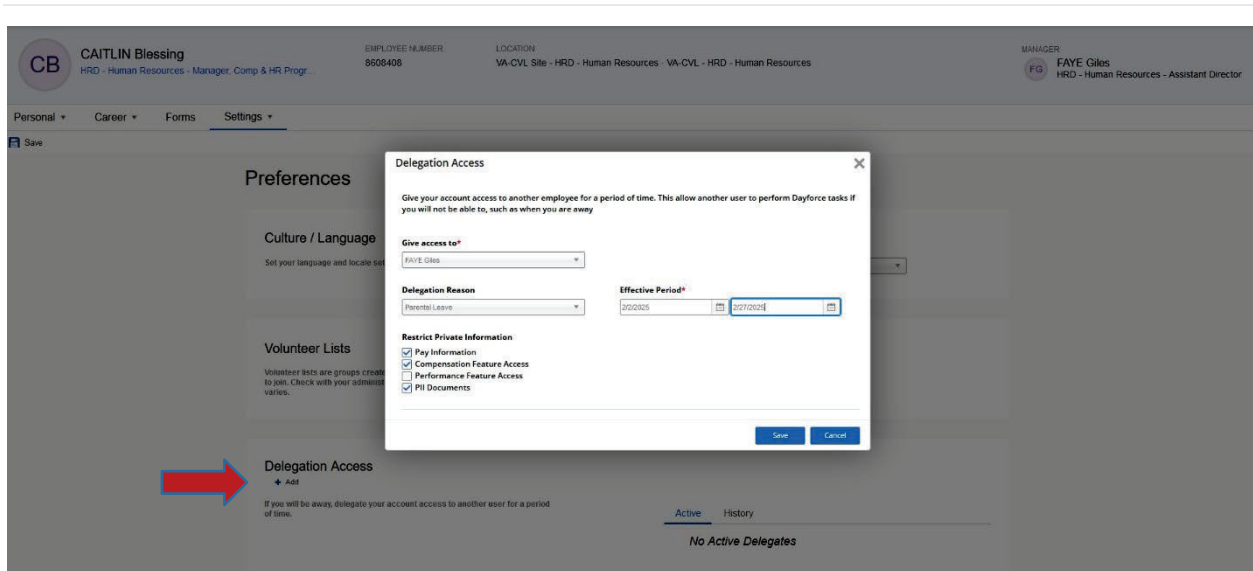 CB
CAITLIN Blessing
HRD - Human Resources - Manager, Comp & HR Progr...
EMPLOYEE NUMBER
8608408
LOCATION
VA-CVL Site - HRD - Human Resources - VA-CVL - HRD - Human Resources
MANAGER
FG
FAYE Giles
HRD - Human Resources - Assistant Director
Personal
Career
Forms
Settings
Save
Preferences
Culture / Language
Set your language and locale set
Volunteer Lists
Volunteer lists are groups create
to join. Check with your administ
varies.
Delegation Access
Give your account access to another employee for a period of time. This allow another user to perform Dayforce tasks if
you will not be able to, such as when you are away
Give access to*
FAYE Giles
Delegation Reason
Effective Period*
Parental Leave
2/2/2025
2/27/2025
Restrict Private Information
Pay Information
Compensation Feature Access
Performance Feature Access
PII Documents
Save
Cancel
Delegation Access
+ Add
If you will be away, delegate your account access to another user for a period
of time.
Active
History
No Active Delegates